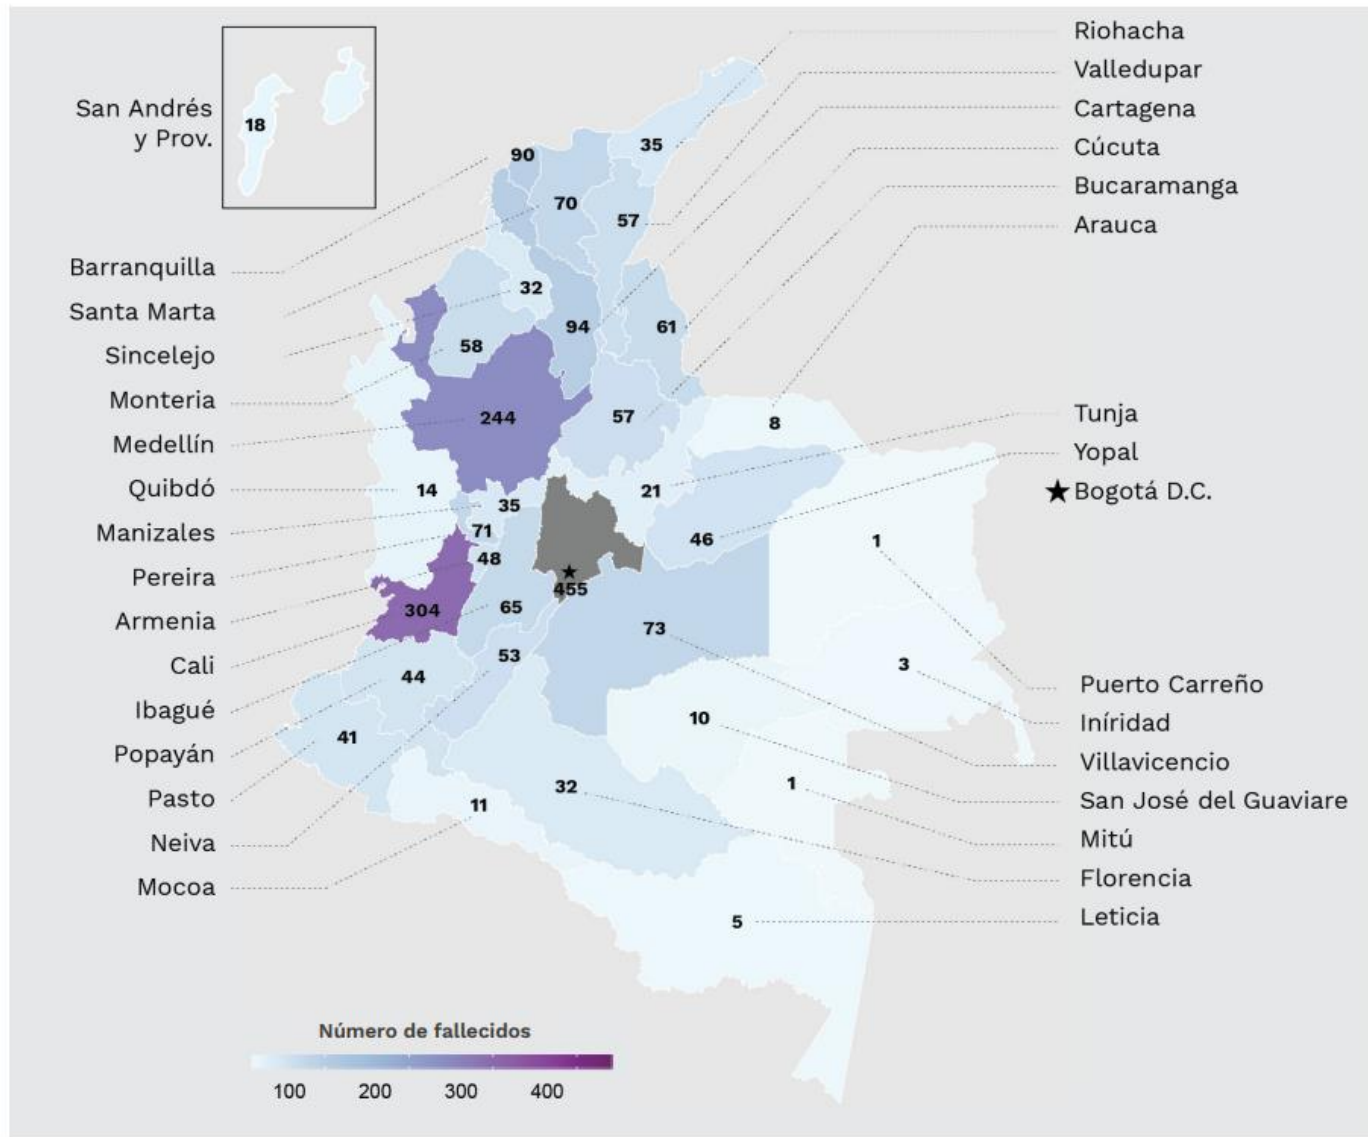 San Andrés
y Prov.
18
Riohacha
Valledupar
Cartagena
Cúcuta
Bucaramanga
Arauca
90
35
70
57
Barranquilla
Santa Marta
Sincelejo
Monteria
Medellín
Quibdó
Manizales
Pereira
Armenia
Cali
Ibagué
Popayán
Pasto
Neiva
Mocoa
32
94
61
58
244
57
8
14
35
21
71
46
1
48
455
304
65
73
53
44
3
10
41
32
1
11
5
Tunja
Yopal
Bogotá D.C.
Puerto Carreño
Iníridad
Villavicencio
San José del Guaviare
Mitú
Florencia
Leticia
Número de fallecidos
100 200 300 400